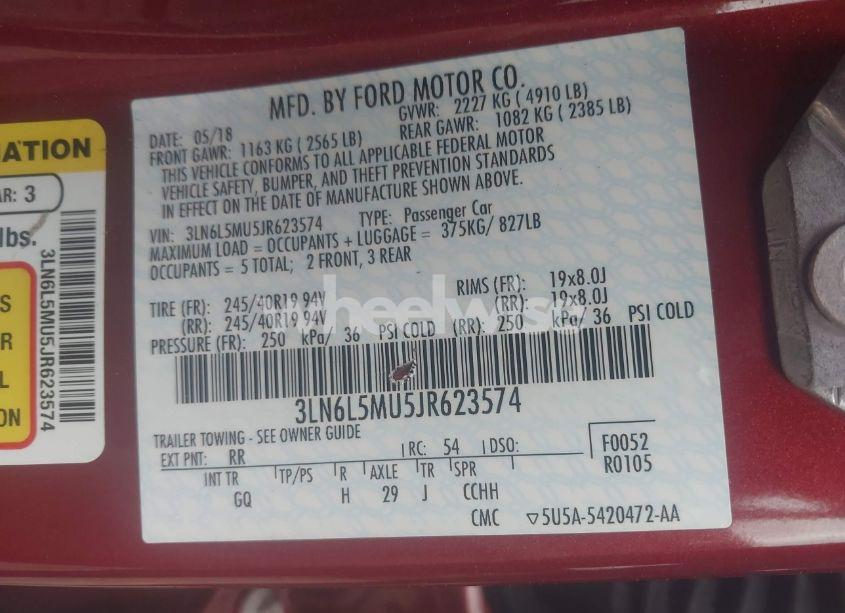 MFD. BY FORD MOTOR CO.
DATE: 05/18 GVWR: 2227 KG ( 4910 LB)
FRONT GAWR: 1163 KG ( 2565 LB) REAR GAWR: 1082 KG ( 2385 LB)
THIS VEHICLE CONFORMS TO ALL APPLICABLE FEDERAL MOTOR
VEHICLE SAFETY, BUMPER, AND THEFT PREVENTION STANDARDS
IN EFFECT ON THE DATE OF MANUFACTURE SHOWN ABOVE.
VIN: 3LN6L5MU5JR623574 TYPE: Passenger Car
MAXIMUM LOAD = OCCUPANTS + LUGGAGE = 375KG/ 827LB
OCCUPANTS = 5 TOTAL; 2 FRONT, 3 REAR
TIRE (FR): 245/40R19 94V RIMS (FR): 19x8.0J
(RR): 245/40R19 94V (RR): 19x8.0J
PRESSURE (FR): 250 kPa/ 36 PSI COLD (RR): 250 kPa/ 36 PSI COLD
3LN6L5MU5JR623574
TRAILER TOWING - SEE OWNER GUIDE
EXT PNT: RR RC: 54 DSO: F0052
R0105
INT TR TP/PS R AXLE TR SPR
GQ H 29 J CCHH
CMC ▽5U5A-5420472-AA
MATION
AR: 3
lbs.
3LN6L5MU5JR623574
S
R
L
ON